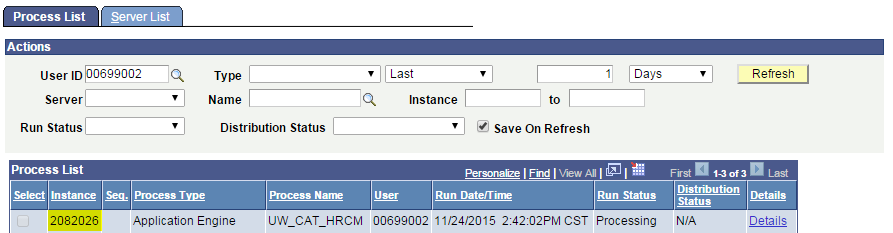 Process List Server List
Actions
User ID 00699002 Type Last 1 Days Refresh
Server Name Instance to
Run Status Distribution Status Save On Refresh
Process List Personalize | Find | View All | | First 1-3 of 3 Last
Select Instance Seq. Process Type Process Name User Run Date/Time Run Status Distribution Status Details
2082026 Application Engine UW_CAT_HRCM 00699002 11/24/2015 2:42:02PM CST Processing N/A Details